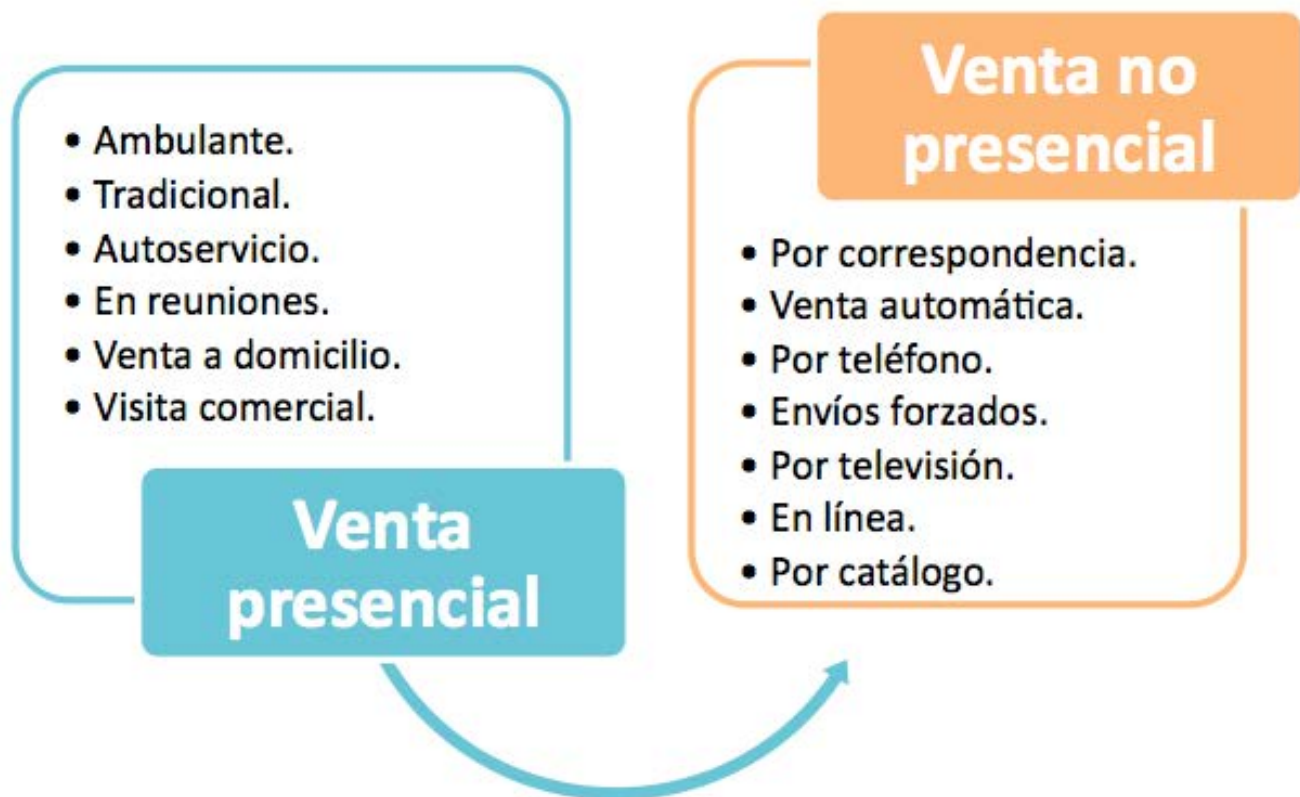 • Ambulante.
• Tradicional.
• Autoservicio.
• En reuniones.
• Venta a domicilio.
• Visita comercial.
Venta
presencial
Venta no
presencial
• Por correspondencia.
• Venta automática.
• Por teléfono.
• Envíos forzados.
• Por televisión.
• En línea.
• Por catálogo.